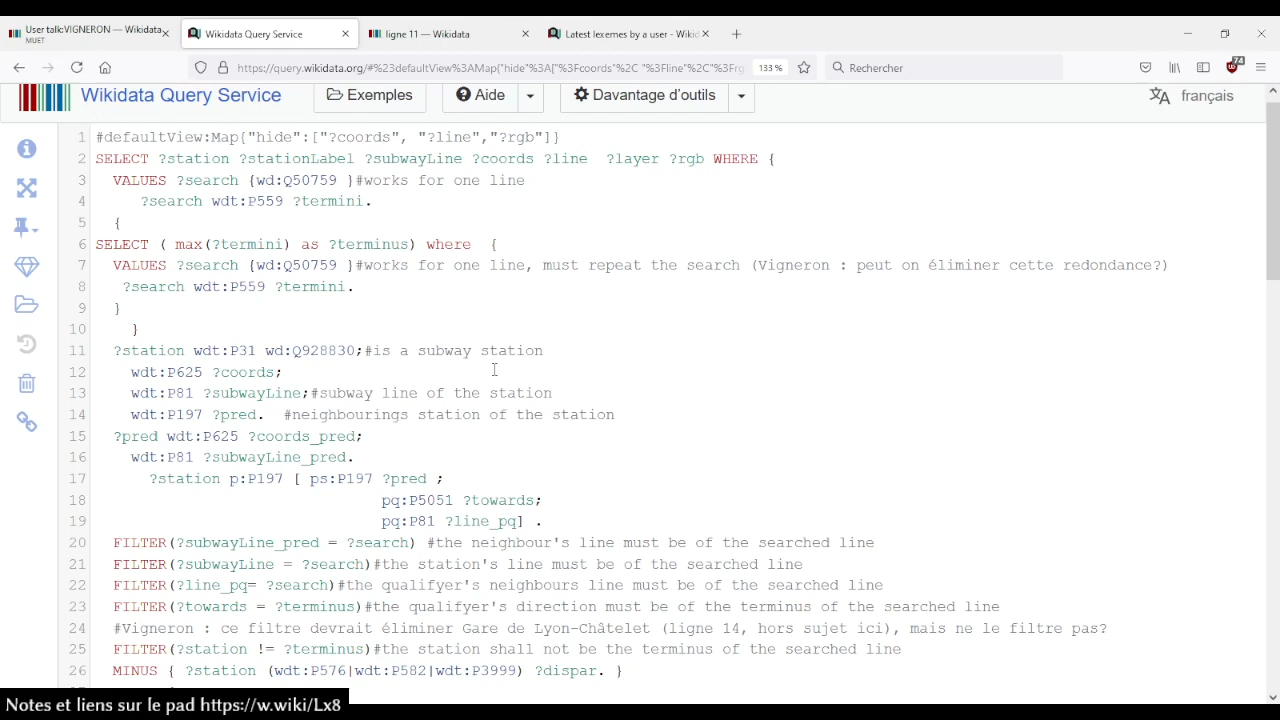 User talk:VIGNERON — Wikidata
MUET
Wikidata Query Service
ligne 11 — Wikidata
Latest lexemes by a user - Wikid
https://query.wikidata.org/#%23defaultView%3AMap{"hide"%3A["%3Fcoords"%2C "%3Fline"%2C"%3Frg
133 %
Rechercher
74
Wikidata Query Service
Exemples
Aide
Davantage d'outils
français
1 #defaultView:Map{"hide":["?coords", "?line","?rgb"]}
2 SELECT ?station ?stationLabel ?subwayLine ?coords ?line ?layer ?rgb WHERE {
3 VALUES ?search {wd:Q50759 }#works for one line
4 ?search wdt:P559 ?termini.
5 {
6 SELECT ( max(?termini) as ?terminus) where {
7 VALUES ?search {wd:Q50759 }#works for one line, must repeat the search (Vigneron : peut on éliminer cette redondance?)
8 ?search wdt:P559 ?termini.
9 }
10 }
11 ?station wdt:P31 wd:Q928830;#is a subway station
12 wdt:P625 ?coords;
13 wdt:P81 ?subwayLine;#subway line of the station
14 wdt:P197 ?pred. #neighbourings station of the station
15 ?pred wdt:P625 ?coords_pred;
16 wdt:P81 ?subwayLine_pred.
17 ?station p:P197 [ ps:P197 ?pred ;
18 pq:P5051 ?towards;
19 pq:P81 ?line_pq] .
20 FILTER(?subwayLine_pred = ?search) #the neighbour's line must be of the searched line
21 FILTER(?subwayLine = ?search)#the station's line must be of the searched line
22 FILTER(?line_pq= ?search)#the qualifyer's neighbours line must be of the searched line
23 FILTER(?towards = ?terminus)#the qualifyer's direction must be of the terminus of the searched line
24 #Vigneron : ce filtre devrait éliminer Gare de Lyon-Châtelet (ligne 14, hors sujet ici), mais ne le filtre pas?
25 FILTER(?station != ?terminus)#the station shall not be the terminus of the searched line
26 MINUS { ?station (wdt:P576|wdt:P582|wdt:P3999) ?dispar. }
Notes et liens sur le pad https://w.wiki/Lx8